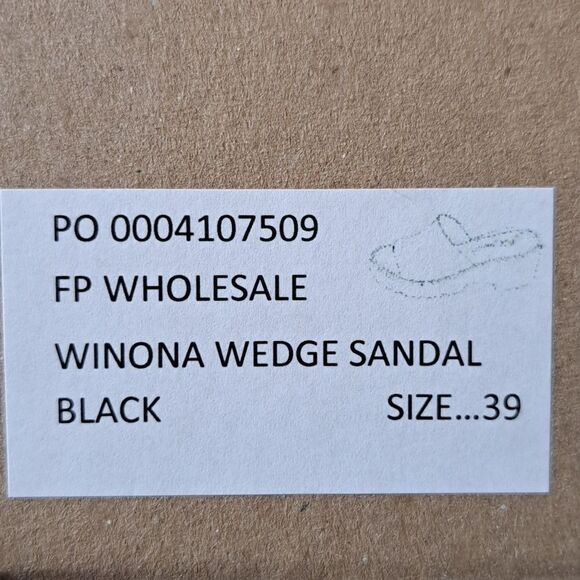 PO 0004107509
FP WHOLESALE
WINONA WEDGE SANDAL
BLACK SIZE...39